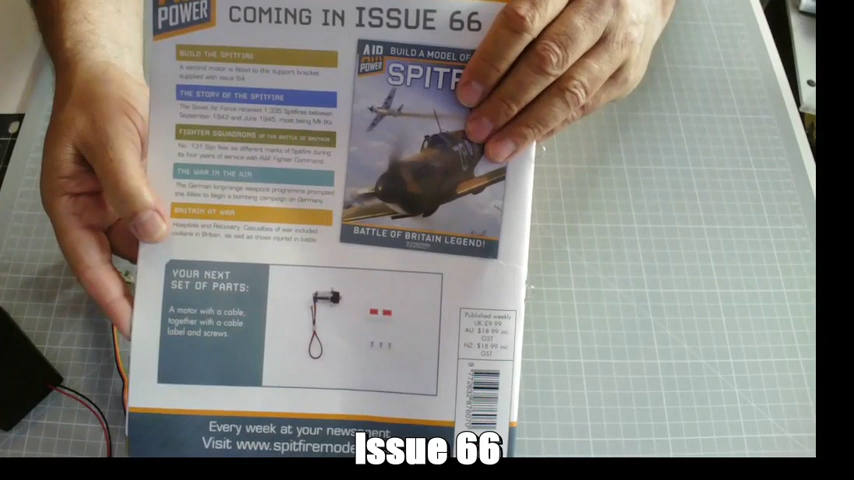 AIR
POWER
COMING IN ISSUE 66
BUILD THE SPITFIRE
A second motor is fitted to the support bracket
supplied with issue 64.
THE STORY OF THE SPITFIRE
The Soviet Air Force receives 1,335 Spitfires between
September 1942 and June 1945, most being Mk IXs.
FIGHTER SQUADRONS OF THE BATTLE OF BRITAIN
No. 131 Sqn flies six different marks of Spitfire during
its four years of service with RAF Fighter Command.
THE WAR IN THE AIR
The German long-range weapons programme prompted
the Allies to begin a bombing campaign on Germany.
BRITAIN AT WAR
Hospitals and Recovery. Casualties of war included
civilians in Britain, as well as those injured in battle.
AIR
POWER
BUILD A MODEL OF
SPITF
BATTLE OF BRITAIN LEGEND!
YOUR NEXT
SET OF PARTS:
A motor with a cable,
together with a cable
label and screws.
Published weekly
UK £9.99
AU $18.99 inc
GST
NZ $18.99 inc
GST
Every week at your newsagent
Visit www.spitfiremode
Issue 66